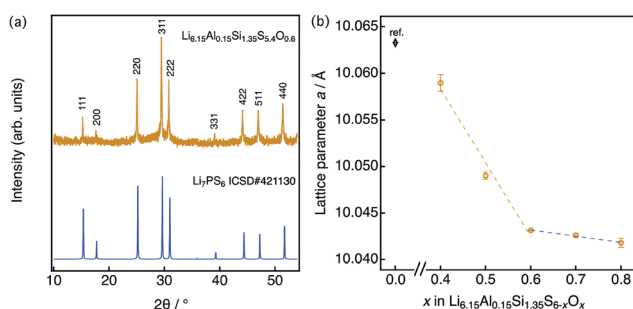 (a)
Intensity (arb. units)
Li6.15Al0.15Si1.35S5.4O0.6
111
200
220
311
222
331
422
511
440
Li7PS6 ICSD#421130
10 20 30 40 50
2θ / °
(b)
Lattice parameter a / Å
10.065
10.060
10.055
10.050
10.045
10.040
ref.
0.0 0.4 0.5 0.6 0.7 0.8
x in Li6.15Al0.15Si1.35S6-xOx